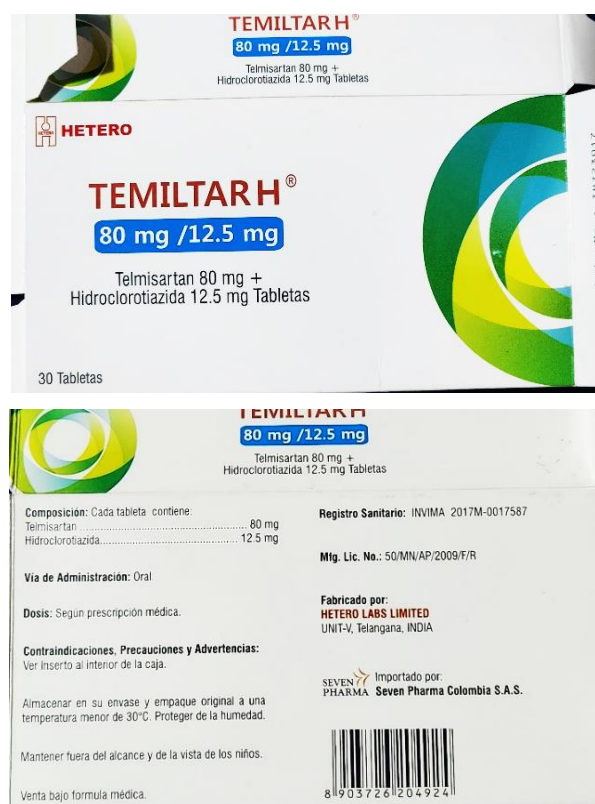 TEMILTAR H
80 mg /12.5 mg
Telmisartan 80 mg +
Hidroclorotiazida 12.5 mg Tabletas
HETERO
HETERO
TEMILTAR H®
80 mg /12.5 mg
Telmisartan 80 mg +
Hidroclorotiazida 12.5 mg Tabletas
30 Tabletas
TEMILTAR H
80 mg /12.5 mg
Telmisartan 80 mg +
Hidroclorotiazida 12.5 mg Tabletas
Composición: Cada tableta contiene:
Telmisartan ........................................................ 80 mg
Hidroclorotiazida.............................................. 12.5 mg
Vía de Administración: Oral
Dosis: Según prescripción médica.
Contraindicaciones, Precauciones y Advertencias:
Ver Inserto al interior de la caja.
Almacenar en su envase y empaque original a una
temperatura menor de 30°C. Proteger de la humedad.
Mantener fuera del alcance y de la vista de los niños.
Venta bajo formula médica.
Registro Sanitario: INVIMA 2017M-0017587
Mfg. Lic. No.: 50/MN/AP/2009/F/R
Fabricado por:
HETERO LABS LIMITED
UNIT-V, Telangana, INDIA
SEVEN PHARMA
Importado por:
Seven Pharma Colombia S.A.S.
8 903726 204924